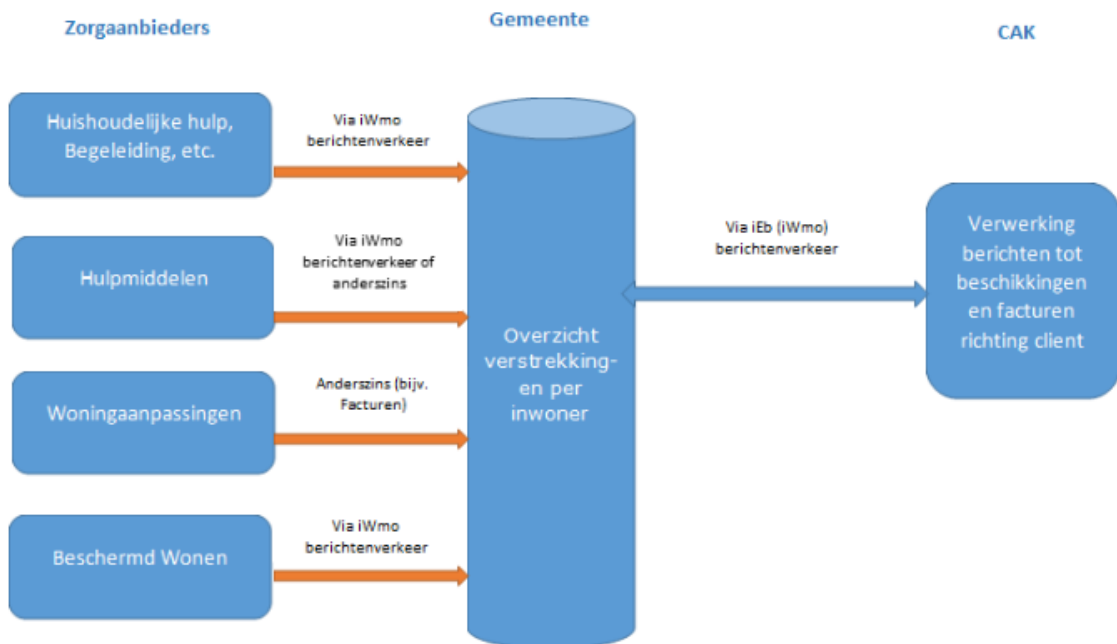 Zorgaanbieders
Gemeente
CAK
Huishoudelijke hulp,
Begeleiding, etc.
Via iWmo
berichtenverkeer
Hulpmiddelen
Via iWmo
berichtenverkeer of
anderszins
Woningaanpassingen
Anderszins (bijv.
Facturen)
Beschermd Wonen
Via iWmo
berichtenverkeer
Overzicht
verstrekking-
en per
inwoner
Via iEb (iWmo)
berichtenverkeer
Verwerking
berichten tot
beschikkingen
en facturen
richting client